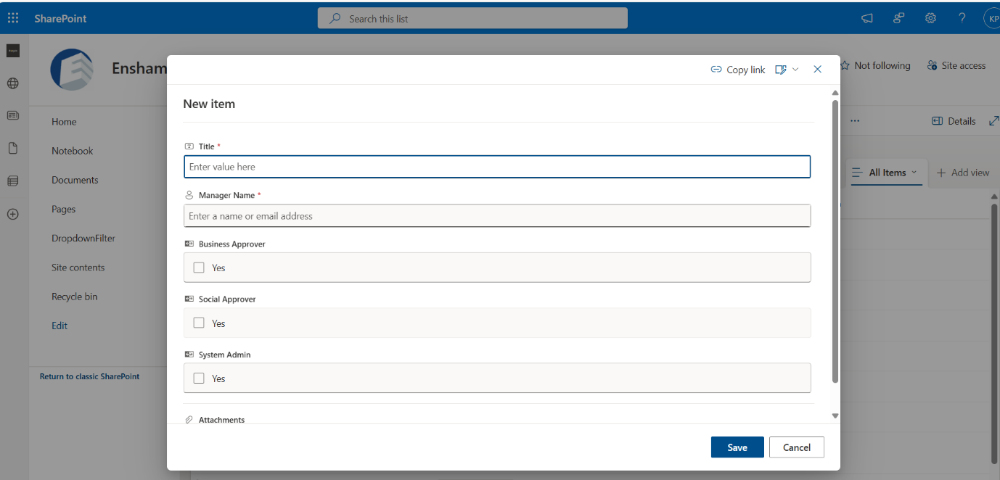 SharePoint
Search this list
KP
Ensham
Not following
Site access
Copy link
New item
Home
Notebook
Documents
Pages
DropdownFilter
Site contents
Recycle bin
Edit
Return to classic SharePoint
Details
All Items
Add view
Title *
Enter value here
Manager Name *
Enter a name or email address
Business Approver
Yes
Social Approver
Yes
System Admin
Yes
Attachments
Save
Cancel